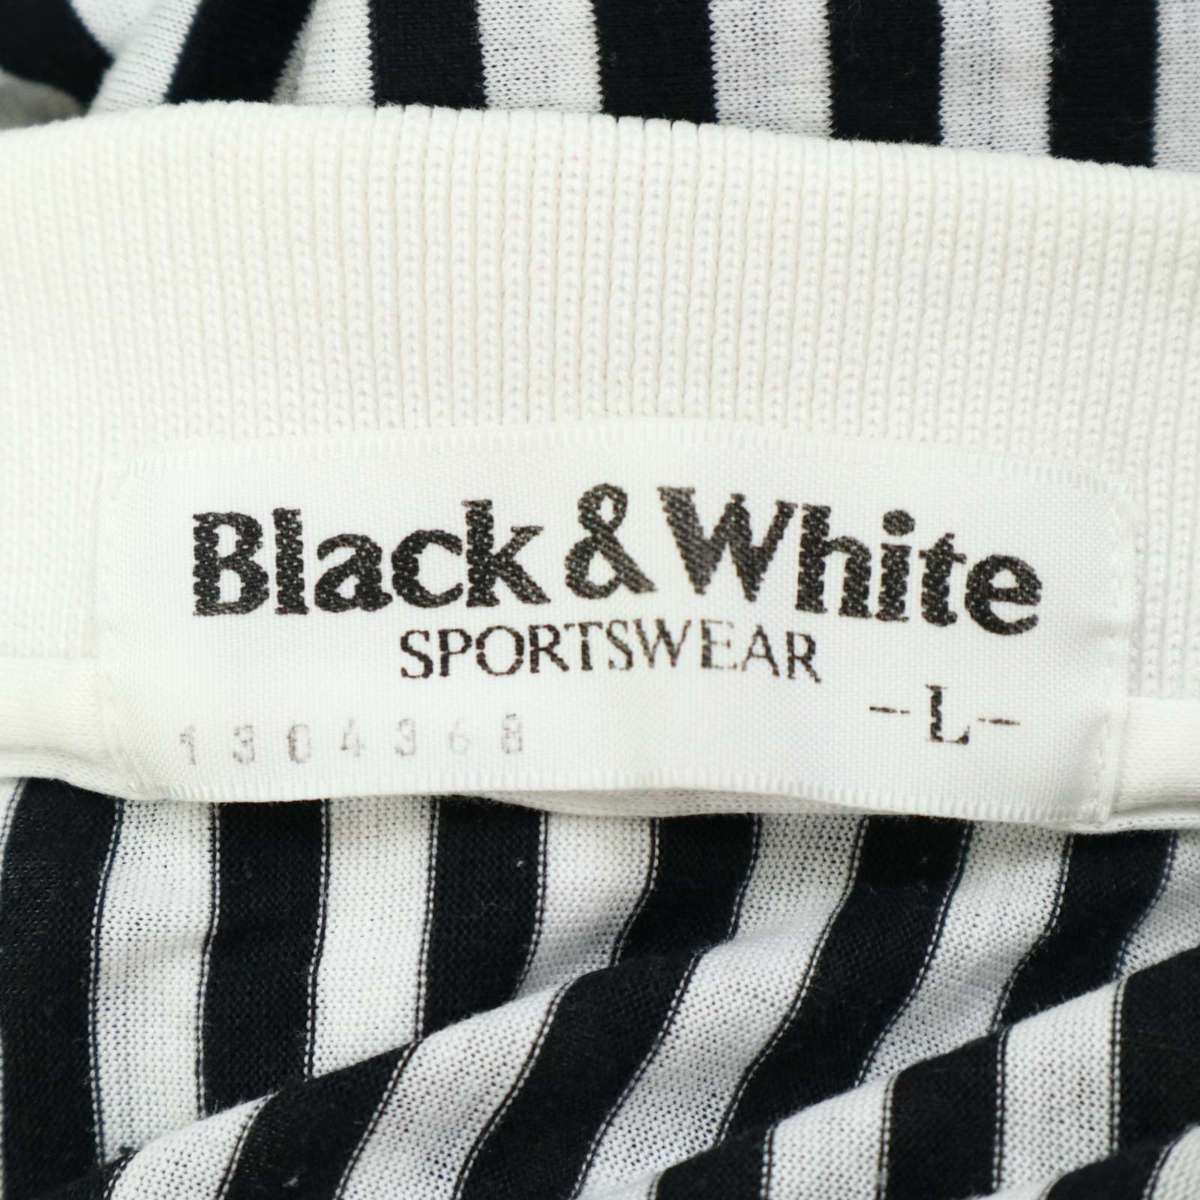 Black & White
SPORTSWEAR
-L-
1304368